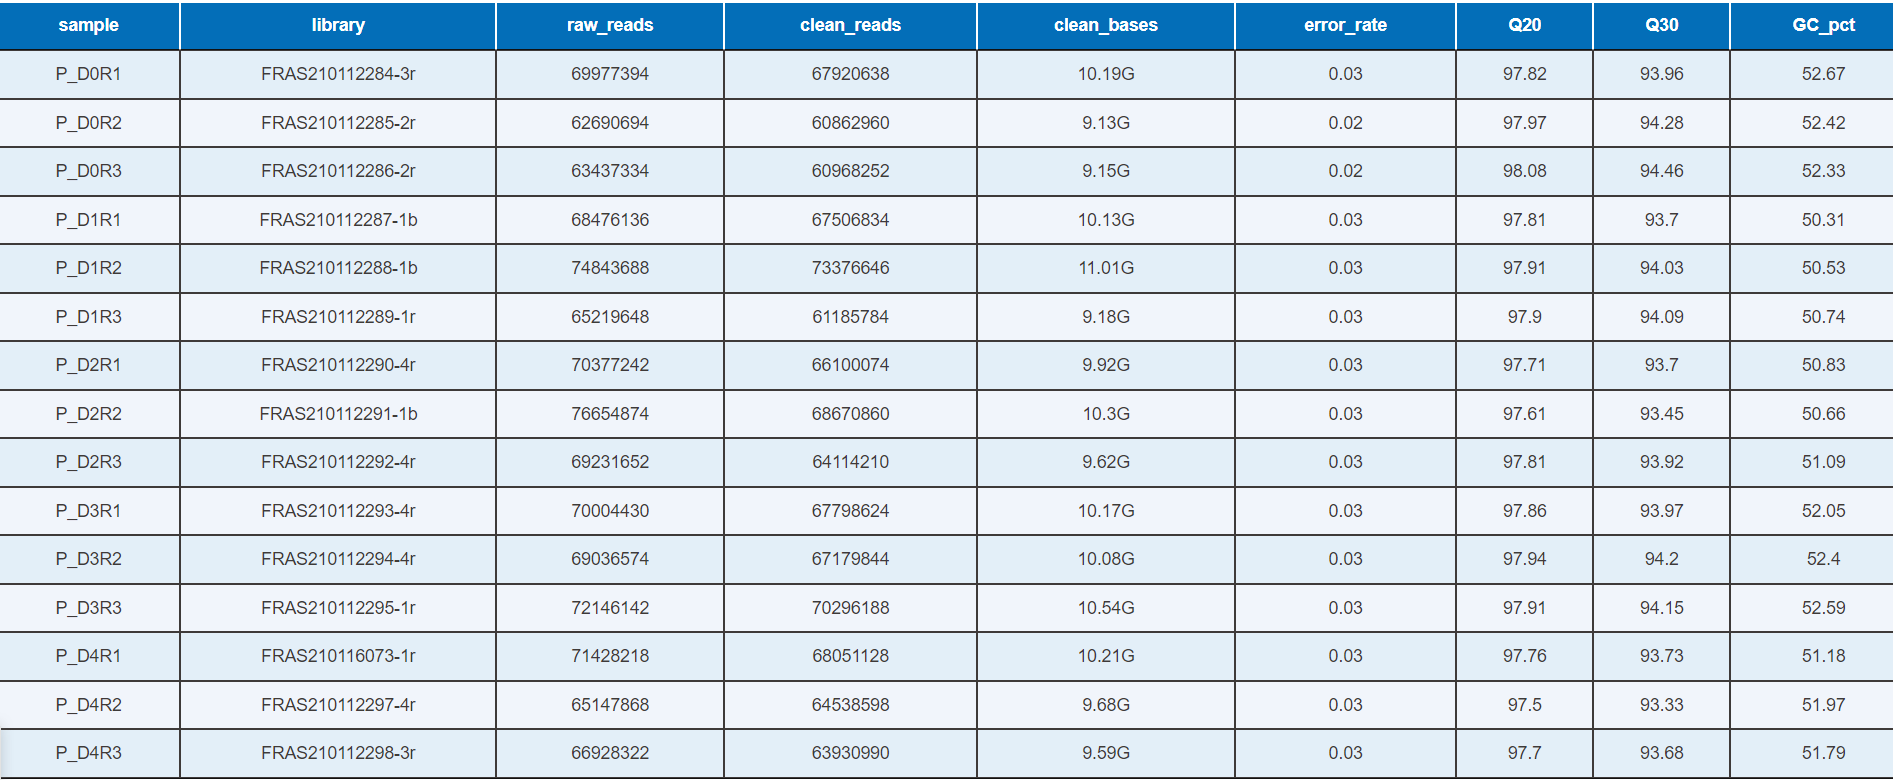 sample library raw_reads clean_reads clean_bases error_rate Q20 Q30 GC_pct
P_D0R1 FRAS210112284-3r 69977394 67920638 10.19G 0.03 97.82 93.96 52.67
P_D0R2 FRAS210112285-2r 62690694 60862960 9.13G 0.02 97.97 94.28 52.42
P_D0R3 FRAS210112286-2r 63437334 60968252 9.15G 0.02 98.08 94.46 52.33
P_D1R1 FRAS210112287-1b 68476136 67506834 10.13G 0.03 97.81 93.7 50.31
P_D1R2 FRAS210112288-1b 74843688 73376646 11.01G 0.03 97.91 94.03 50.53
P_D1R3 FRAS210112289-1r 65219648 61185784 9.18G 0.03 97.9 94.09 50.74
P_D2R1 FRAS210112290-4r 70377242 66100074 9.92G 0.03 97.71 93.7 50.83
P_D2R2 FRAS210112291-1b 76654874 68670860 10.3G 0.03 97.61 93.45 50.66
P_D2R3 FRAS210112292-4r 69231652 64114210 9.62G 0.03 97.81 93.92 51.09
P_D3R1 FRAS210112293-4r 70004430 67798624 10.17G 0.03 97.86 93.97 52.05
P_D3R2 FRAS210112294-4r 69036574 67179844 10.08G 0.03 97.94 94.2 52.4
P_D3R3 FRAS210112295-1r 72146142 70296188 10.54G 0.03 97.91 94.15 52.59
P_D4R1 FRAS210116073-1r 71428218 68051128 10.21G 0.03 97.76 93.73 51.18
P_D4R2 FRAS210112297-4r 65147868 64538598 9.68G 0.03 97.5 93.33 51.97
P_D4R3 FRAS210112298-3r 66928322 63930990 9.59G 0.03 97.7 93.68 51.79